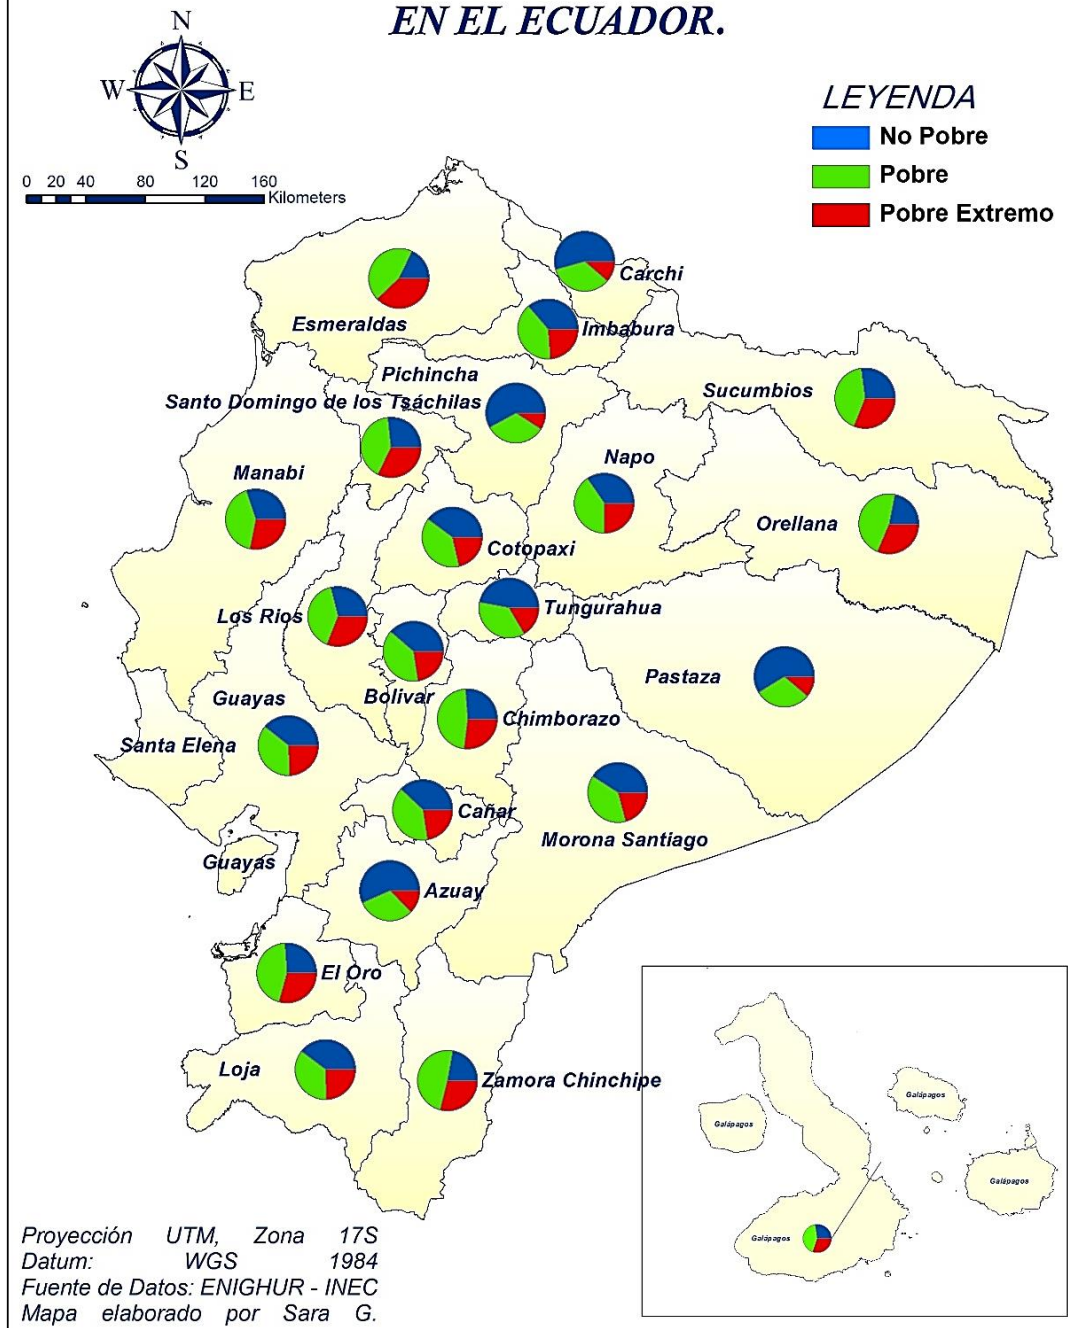 EN EL ECUADOR.
N
W
E
S
0 20 40 80 120 160
Kilometers
LEYENDA
No Pobre
Pobre
Pobre Extremo
Carchi
Esmeraldas
Imbabura
Pichincha
Sucumbios
Santo Domingo de los Tsáchilas
Napo
Manabi
Orellana
Cotopaxi
Tungurahua
Los Rios
Pastaza
Bolivar
Guayas
Chimborazo
Santa Elena
Cañar
Morona Santiago
Guayas
Azuay
El Oro
Loja
Zamora Chinchipe
Galápagos
Galápagos
Galápagos
Galápagos
Proyección UTM, Zona 17S
Datum: WGS 1984
Fuente de Datos: ENIGHUR - INEC
Mapa elaborado por Sara G.